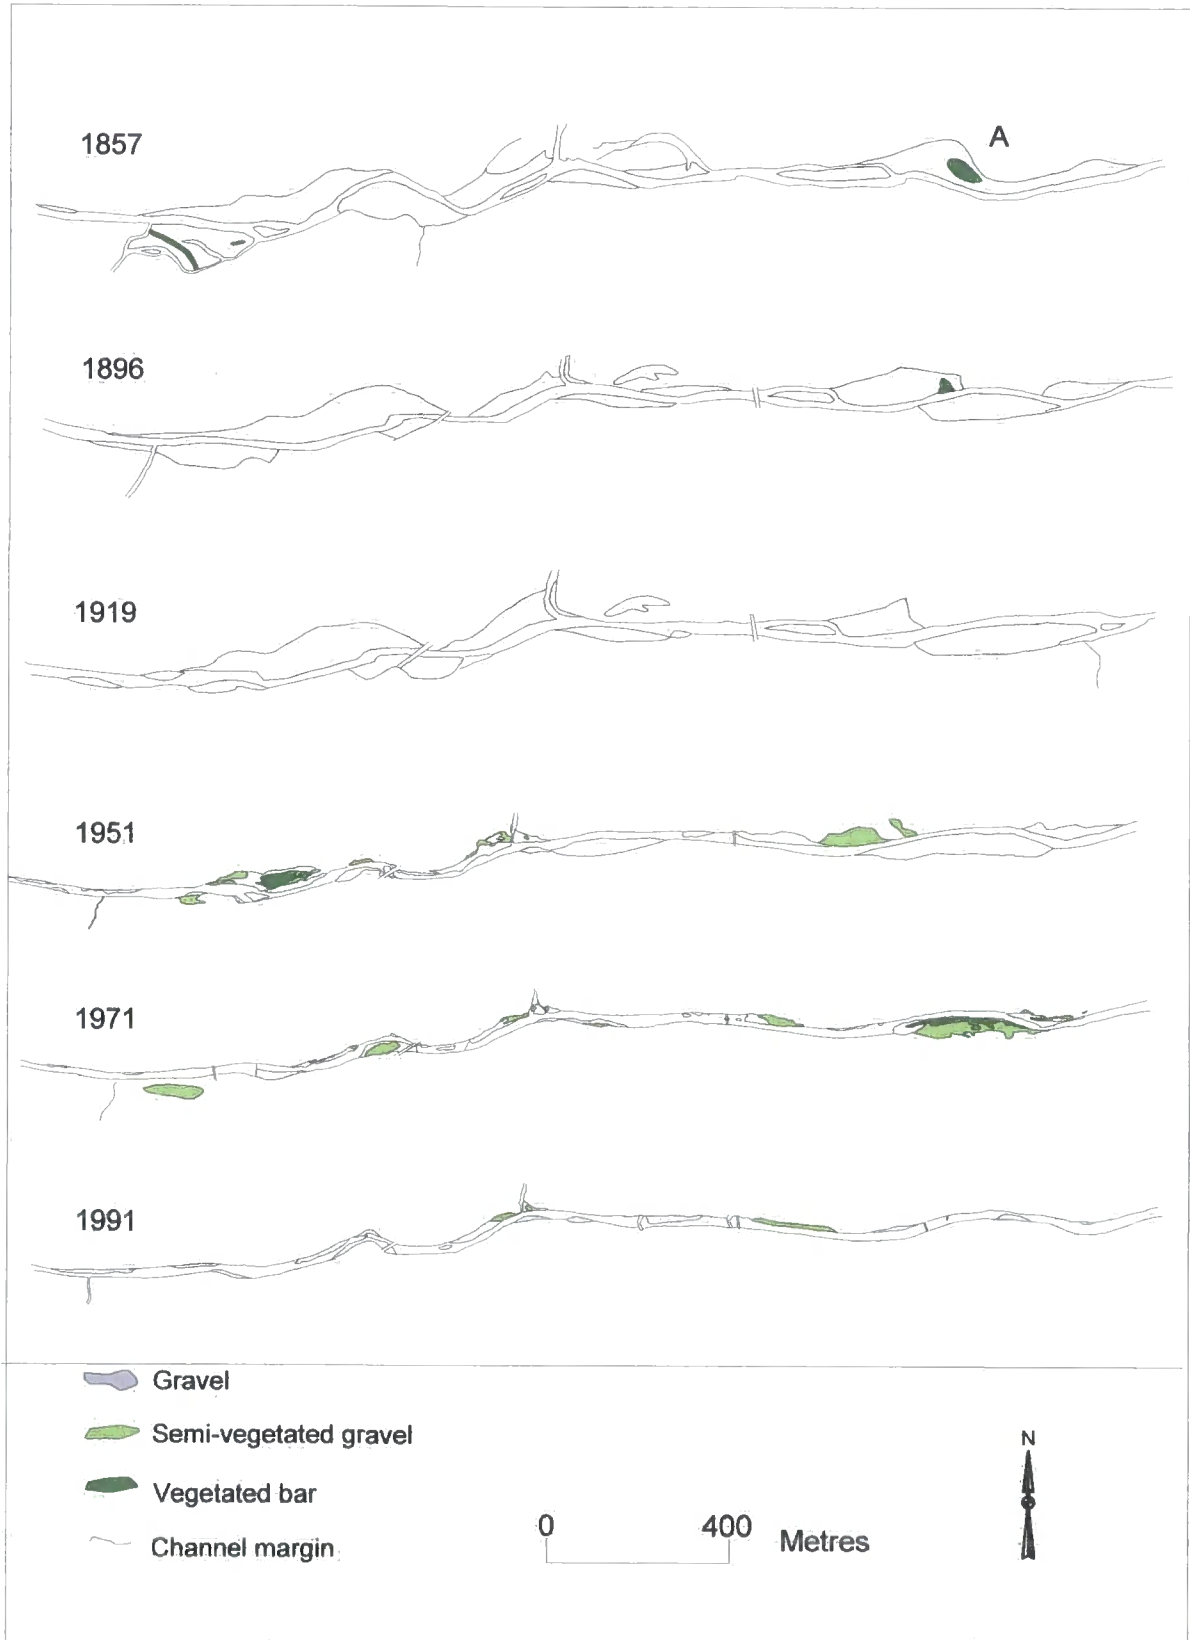 1857
A
1896
1919
1951
1971
1991
Gravel
Semi-vegetated gravel
Vegetated bar
Channel margin
N
0 400 Metres